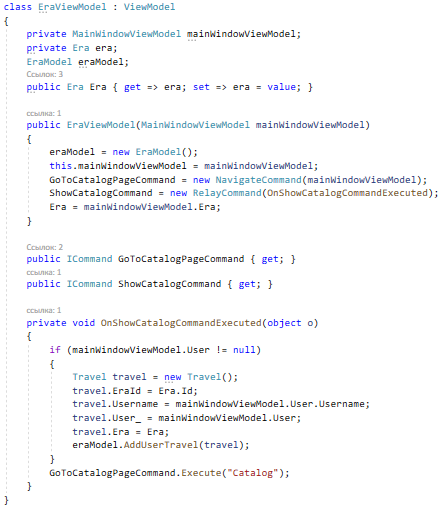 class EraViewModel : ViewModel
{
    private MainWindowViewModel mainWindowViewModel;
    private Era era;
    EraModel eraModel;
    Ссылок: 3
    public Era Era { get => era; set => era = value; }
    ссылка: 1
    public EraViewModel(MainWindowViewModel mainWindowViewModel)
    {
        eraModel = new EraModel();
        this.mainWindowViewModel = mainWindowViewModel;
        GoToCatalogPageCommand = new NavigateCommand(mainWindowViewModel);
        ShowCatalogCommand = new RelayCommand(OnShowCatalogCommandExecuted);
        Era = mainWindowViewModel.Era;
    }
    Ссылок: 2
    public ICommand GoToCatalogPageCommand { get; }
    ссылка: 1
    public ICommand ShowCatalogCommand { get; }
    ссылка: 1
    private void OnShowCatalogCommandExecuted(object o)
    {
        if (mainWindowViewModel.User != null)
        {
            Travel travel = new Travel();
            travel.EraId = Era.Id;
            travel.Username = mainWindowViewModel.User.Username;
            travel.User_ = mainWindowViewModel.User;
            travel.Era = Era;
            eraModel.AddUserTravel(travel);
        }
        GoToCatalogPageCommand.Execute("Catalog");
    }
}